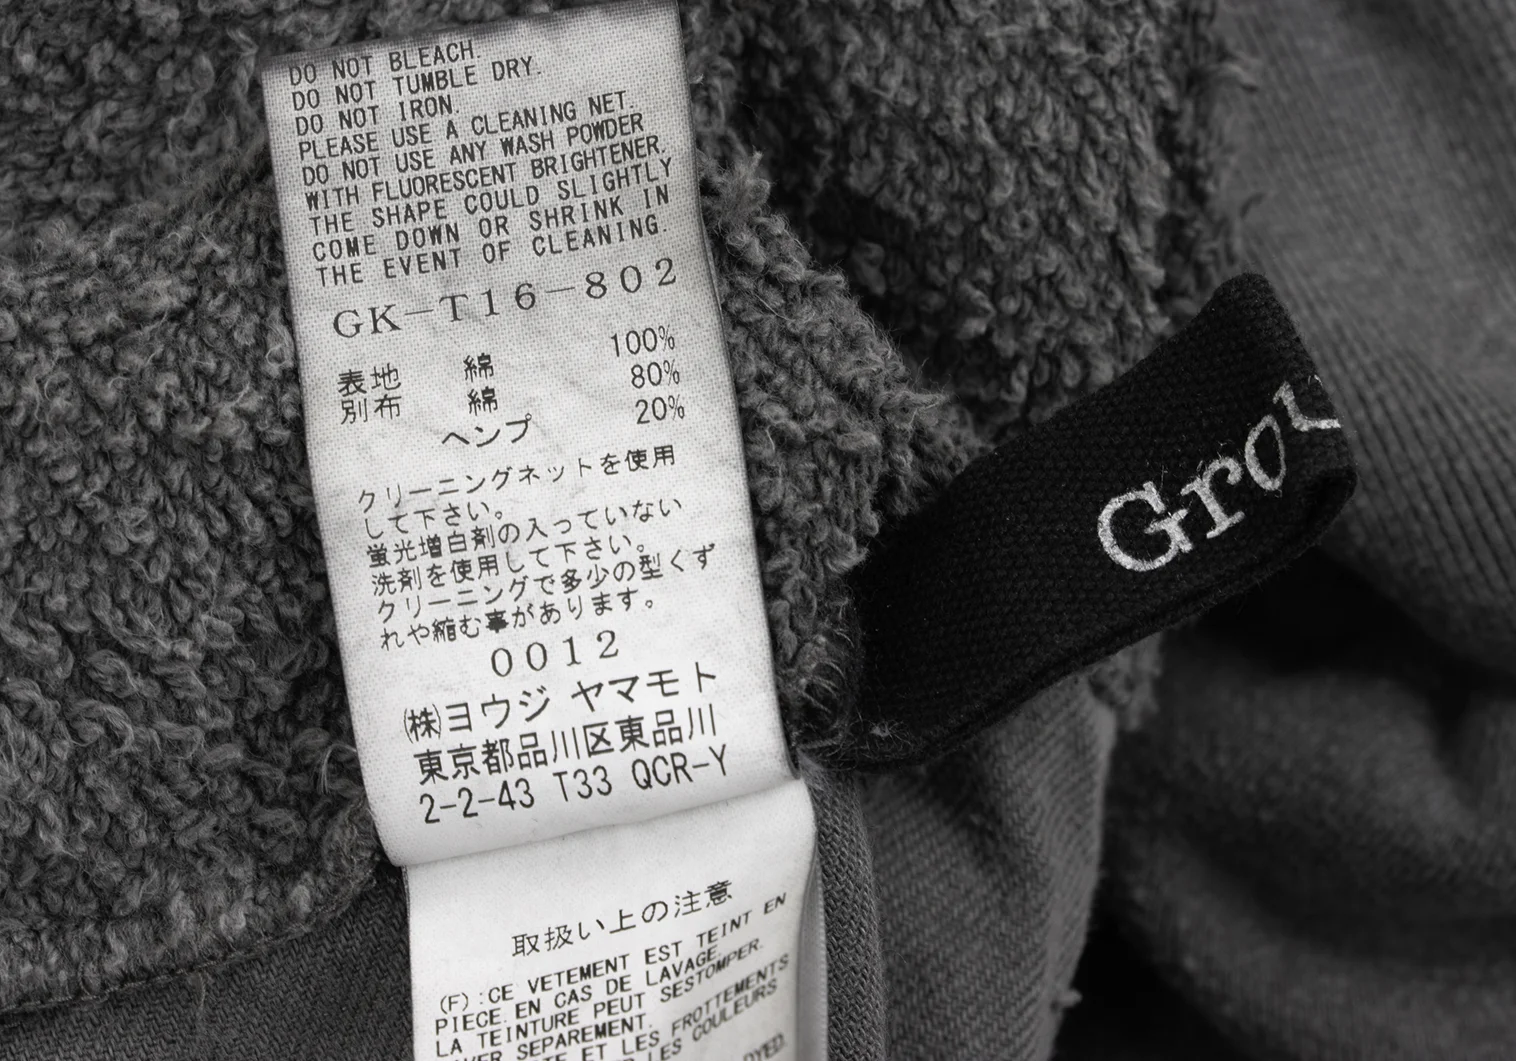 DO NOT BLEACH.
DO NOT TUMBLE DRY.
DO NOT IRON.
PLEASE USE A CLEANING NET.
DO NOT USE ANY WASH POWDER
WITH FLUORESCENT BRIGHTENER.
THE SHAPE COULD SLIGHTLY
COME DOWN OR SHRINK IN
THE EVENT OF CLEANING.
GK-T16-802
表地 綿 100%
別布 綿 80%
ヘンプ 20%
クリーニングネットを使用
して下さい。
蛍光増白剤の入っていない
洗剤を使用して下さい。
クリーニングで多少の型くず
れや縮む事があります。
0012
㈱ヨウジ ヤマモト
東京都品川区東品川
2-2-43 T33 QCR-Y
取扱い上の注意
(F):CE VETEMENT EST TEINT EN
PIECE.EN CAS DE LAVAGE,
LA TEINTURE PEUT SESTOMPER.
SEPAREMENT.
ET LES FROTTEMENTS
LES COULEURS
DYED.
Grou